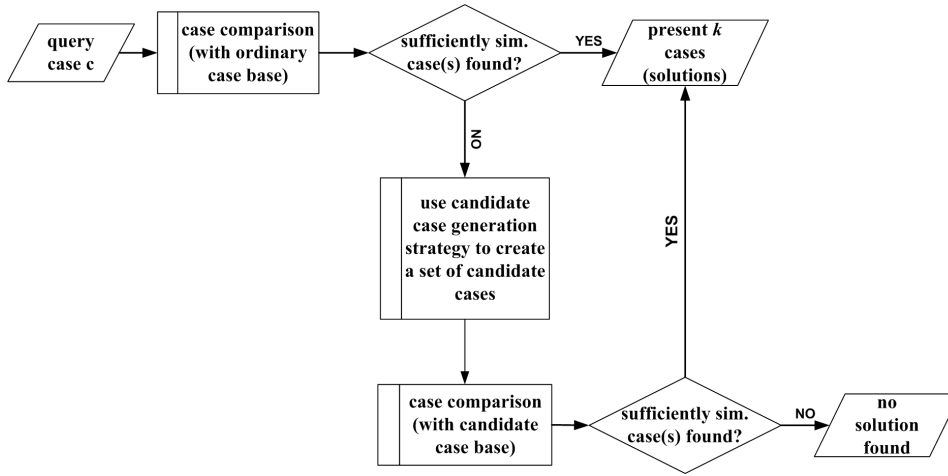 query
case c
case comparison
(with ordinary
case base)
sufficiently sim.
case(s) found?
YES
present k
cases
(solutions)
NO
use candidate
case generation
strategy to create
a set of candidate
cases
YES
case comparison
(with candidate
case base)
sufficiently sim.
case(s) found?
NO
no
solution
found